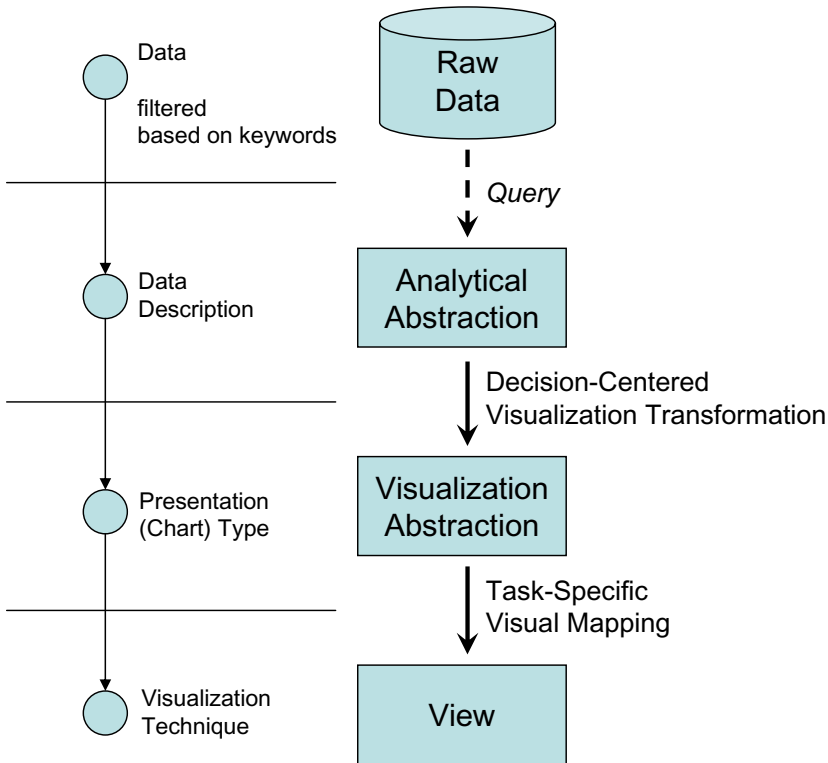 Data
filtered
based on keywords
Raw
Data
Query
Data
Description
Analytical
Abstraction
Decision-Centered
Visualization Transformation
Presentation
(Chart) Type
Visualization
Abstraction
Task-Specific
Visual Mapping
Visualization
Technique
View